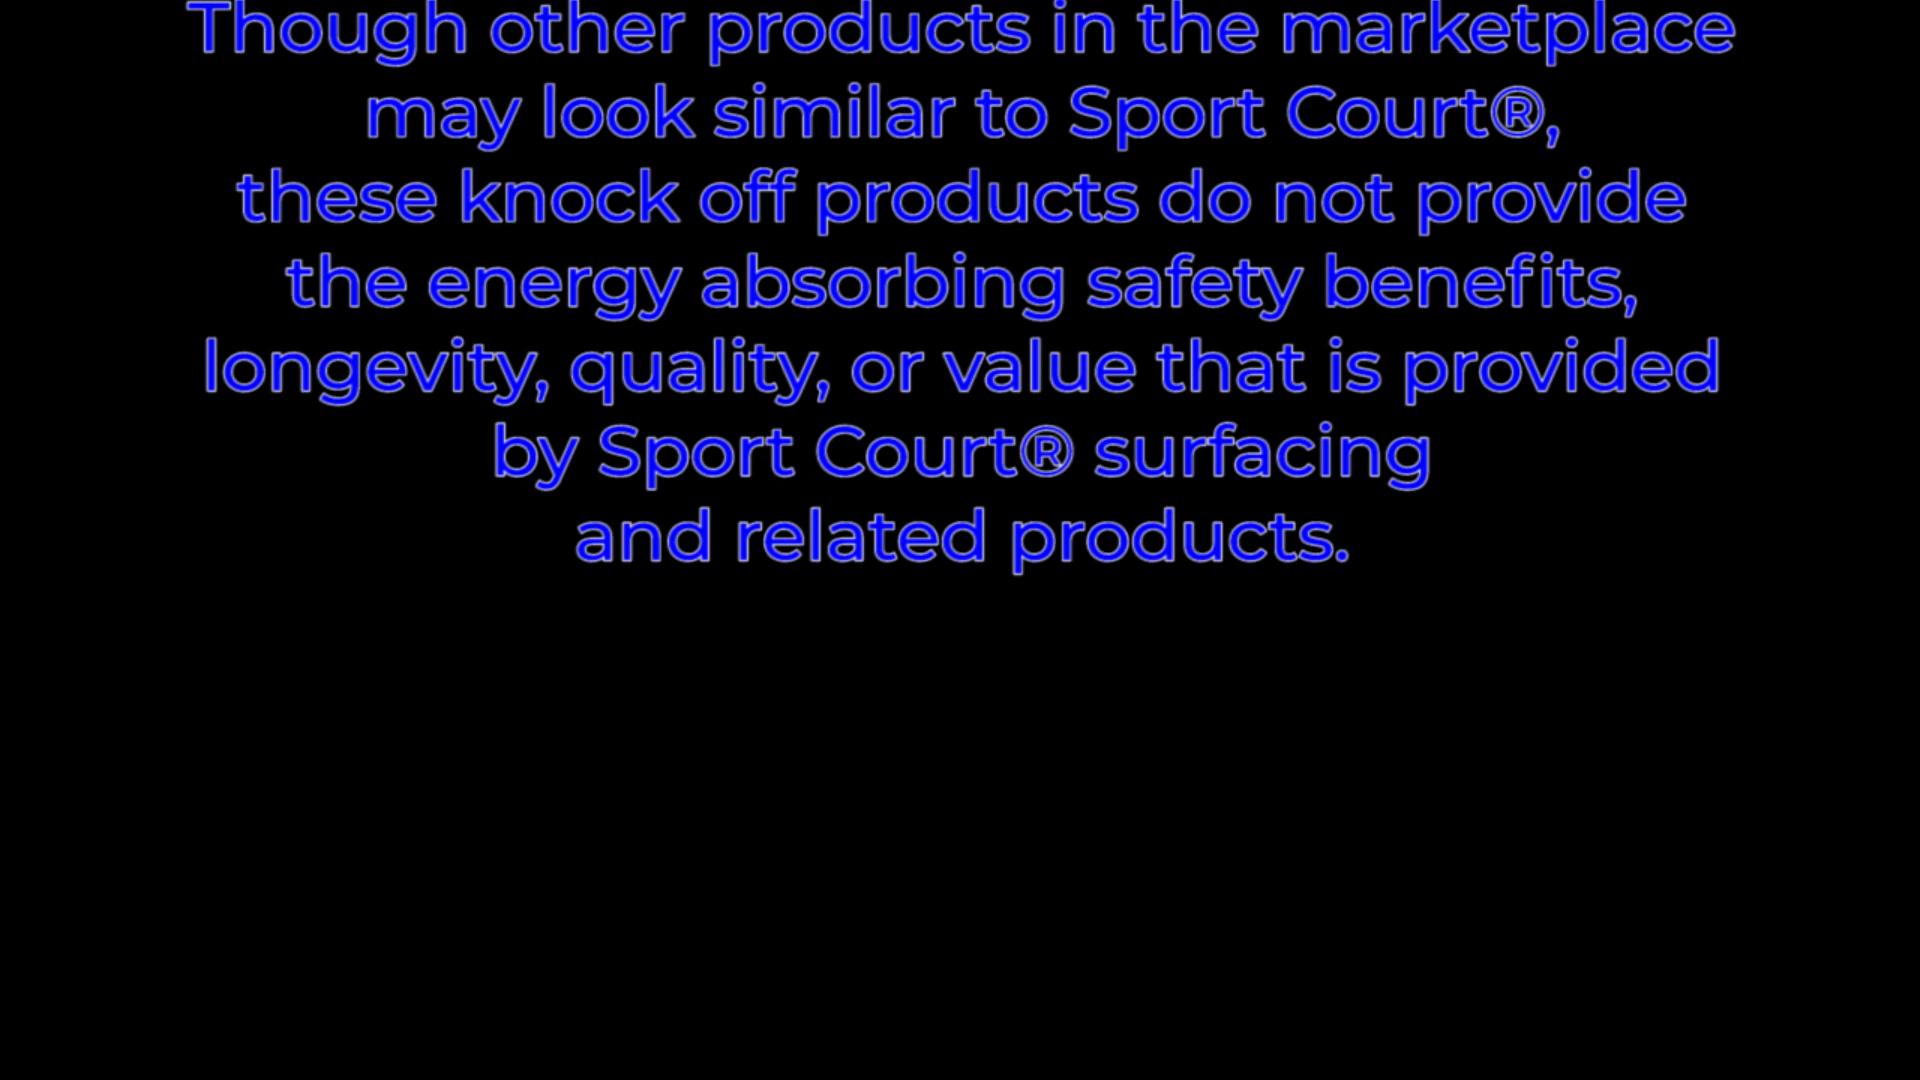 Though other products in the marketplace
may look similar to Sport Court®,
these knock off products do not provide
the energy absorbing safety benefits,
longevity, quality, or value that is provided
by Sport Court® surfacing
and related products.